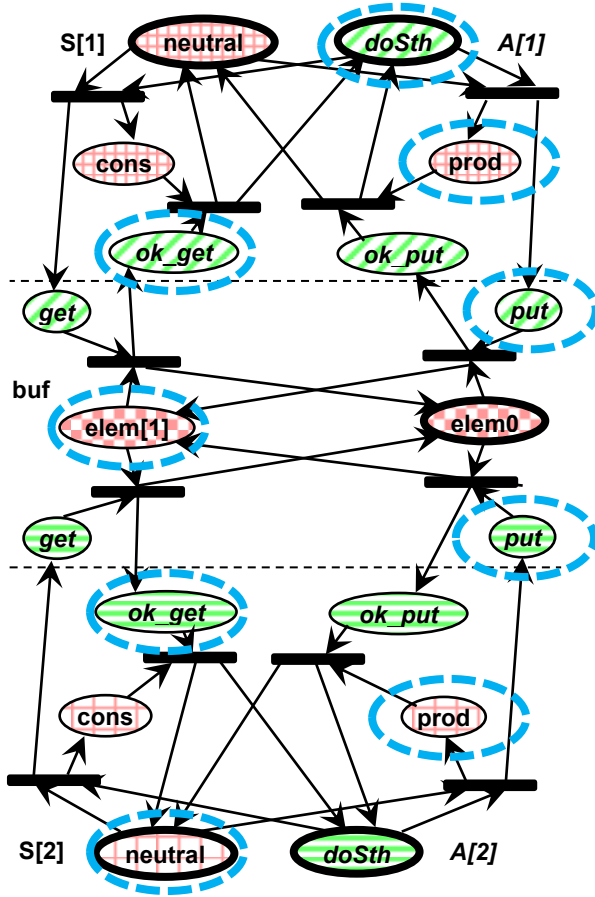 S[1] neutral doSth A[1]
cons prod
ok_get ok_put
get put
buf
elem[1] elem0
get put
ok_get ok_put
cons prod
S[2] neutral doSth A[2]